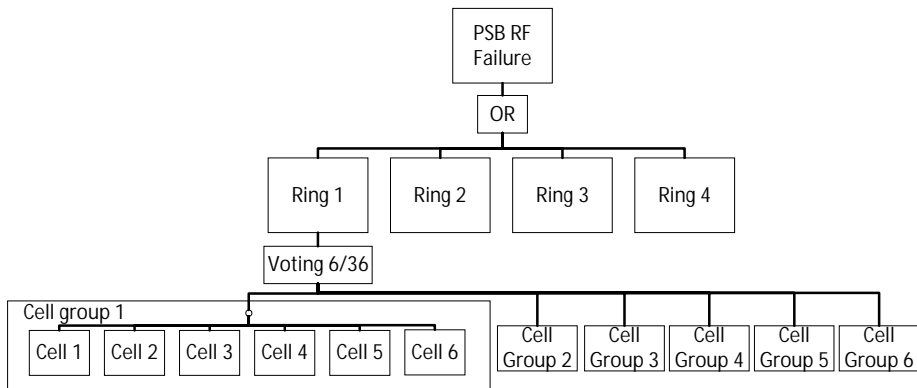 PSB RF
Failure
OR
Ring 1
Ring 2
Ring 3
Ring 4
Voting 6/36
Cell group 1
Cell 1
Cell 2
Cell 3
Cell 4
Cell 5
Cell 6
Cell
Group 2
Cell
Group 3
Cell
Group 4
Cell
Group 5
Cell
Group 6